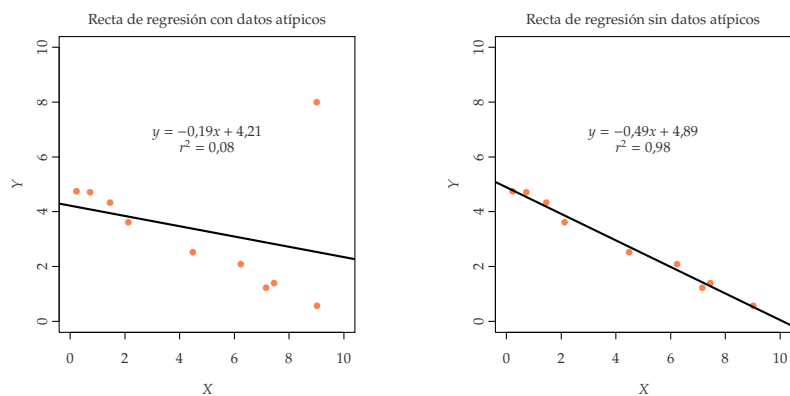 Recta de regresión con datos atípicos
10
8
6
4
2
0
Y
y = −0,19x + 4,21
r² = 0,08
0 2 4 6 8 10
X
Recta de regresión sin datos atípicos
10
8
6
4
2
0
Y
y = −0,49x + 4,89
r² = 0,98
0 2 4 6 8 10
X